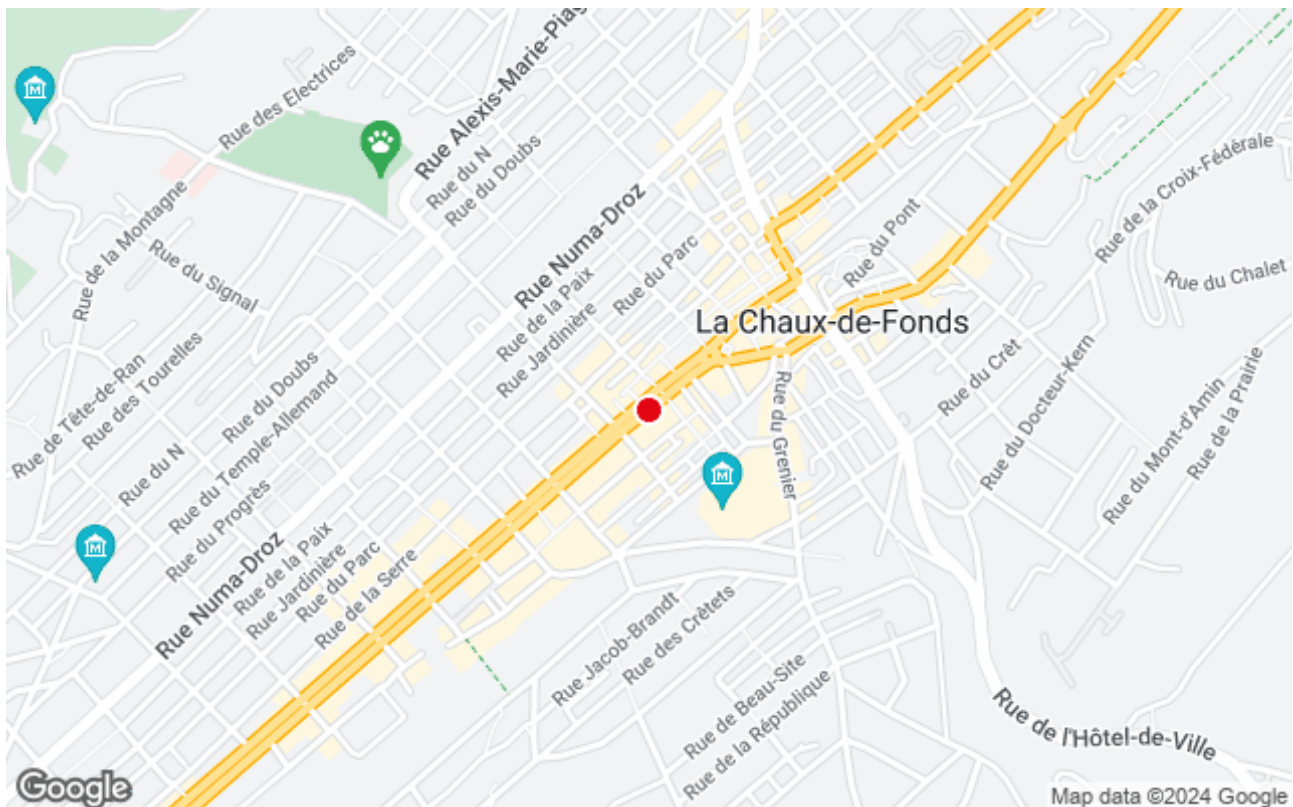 Rue des Electrices
Rue Alexis-Marie-Piag
Rue du N
Rue du Doubs
Rue de la Montagne
Rue du Signal
Rue Numa-Droz
Rue de la Paix
Rue Jardinière
Rue du Parc
Rue du Pont
Rue de la Croix-Fédérale
Rue du Chalet
La Chaux-de-Fonds
Rue de Tête-de-Ran
Rue des Tourelles
Rue du Doubs
Rue du Temple-Allemand
Rue du N
Rue du Progrès
Rue du Crêt
Rue du Docteur-Kern
Rue du Mont-d'Amin
Rue de la Prairie
Rue du Grenier
M
M
M
Rue Numa-Droz
Rue de la Paix
Rue Jardinière
Rue du Parc
Rue de la Serre
Rue Jacob-Brandt
Rue des Crêtets
Rue de Beau-Site
Rue de la République
Rue de l'Hôtel-de-Ville
Google
Map data ©2024 Google